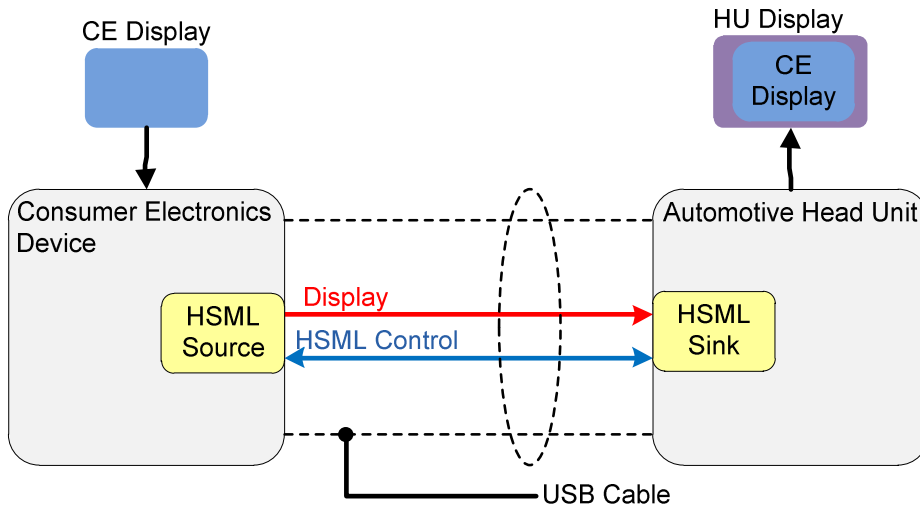 CE Display
HU Display
CE
Display
Consumer Electronics
Device
Automotive Head Unit
Display
HSML
Source
HSML Control
HSML
Sink
USB Cable